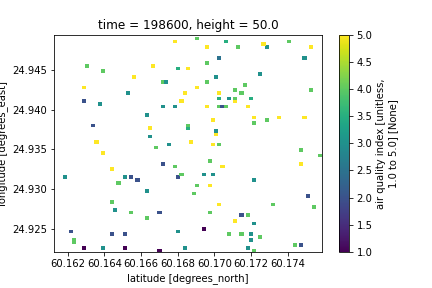 time = 198600, height = 50.0
24.945
24.940
24.935
24.930
24.925
longitude [degrees_east]
60.162 60.164 60.166 60.168 60.170 60.172 60.174
latitude [degrees_north]
5.0
4.5
4.0
3.5
3.0
2.5
2.0
1.5
1.0
air quality index [unitless,
1.0 to 5.0] [None]